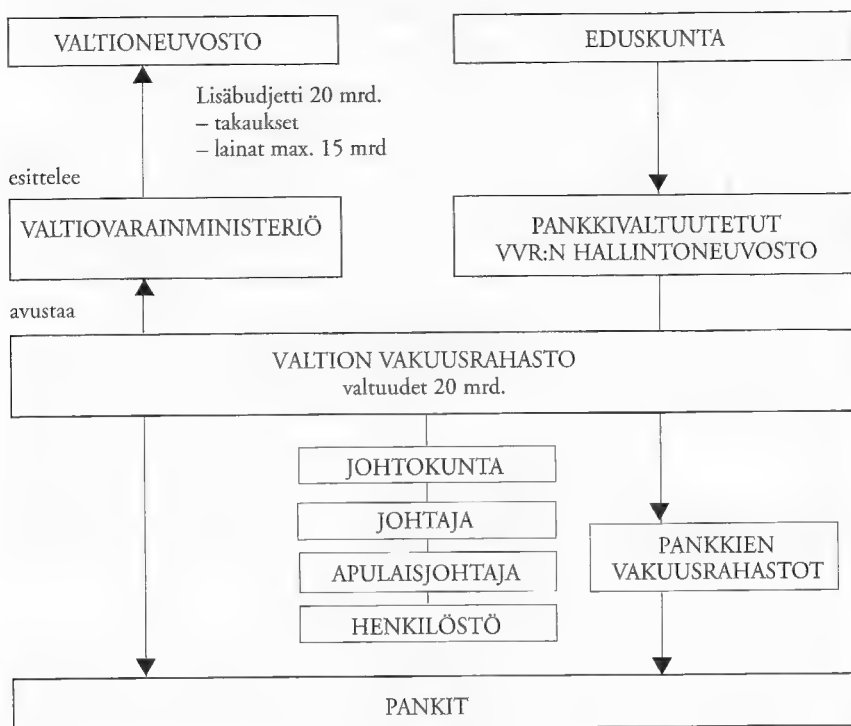 VALTIONEUVOSTO
EDUSKUNTA
Lisäbudjetti 20 mrd.
– takaukset
– lainat max. 15 mrd
esittelee
VALTIOVARAINMINISTERIÖ
PANKKIVALTUUTETUT
VVR:N HALLINTONEUVOSTO
avustaa
VALTION VAKUUSRAHASTO
valtuudet 20 mrd.
JOHTOKUNTA
JOHTAJA
APULAISJOHTAJA
HENKILÖSTÖ
PANKKIEN
VAKUUSRAHASTOT
PANKIT